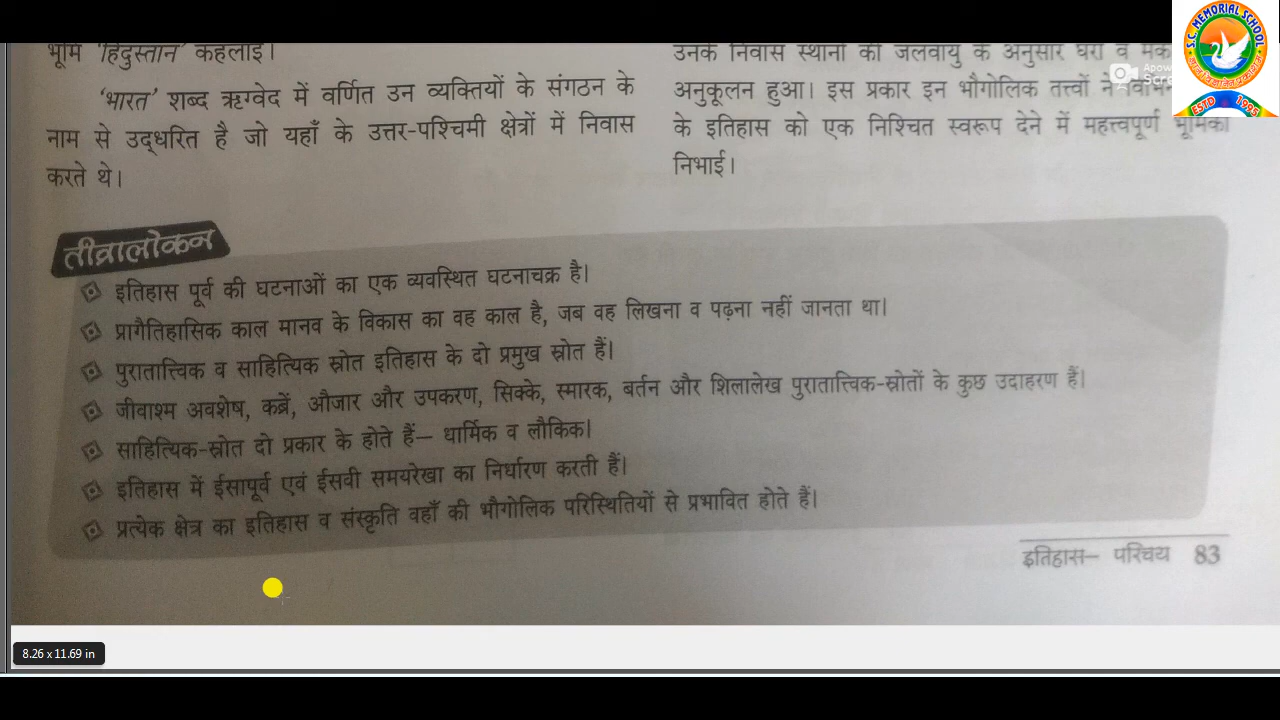 भूमि 'हिंदुस्तान' कहलाई।
'भारत' शब्द ऋग्वेद में वर्णित उन व्यक्तियों के संगठन के
नाम से उद्धरित है जो यहाँ के उत्तर-पश्चिमी क्षेत्रों में निवास
करते थे।
उनके निवास स्थानों की जलवायु के अनुसार घरों व
अनुकूलन हुआ। इस प्रकार इन भौगोलिक तत्त्वों ने
के इतिहास को एक निश्चित स्वरूप देने में महत्त्वपूर्ण भूमिका
निभाई।
तीव्रालोकन
इतिहास पूर्व की घटनाओं का एक व्यवस्थित घटनाचक्र है।
प्रागैतिहासिक काल मानव के विकास का वह काल है, जब वह लिखना व पढ़ना नहीं जानता था।
पुरातात्त्विक व साहित्यिक स्रोत इतिहास के दो प्रमुख स्रोत हैं।
जीवाश्म अवशेष, कब्रें, औजार और उपकरण, सिक्के, स्मारक, बर्तन और शिलालेख पुरातात्त्विक-स्रोतों के कुछ उदाहरण हैं।
साहित्यिक-स्रोत दो प्रकार के होते हैं— धार्मिक व लौकिक।
इतिहास में ईसापूर्व एवं ईसवी समयरेखा का निर्धारण करती हैं।
प्रत्येक क्षेत्र का इतिहास व संस्कृति वहाँ की भौगोलिक परिस्थितियों से प्रभावित होते हैं।
इतिहास— परिचय 83
8.26 x 11.69 in
S.C. MEMORIAL SCHOOL
ESTD 1995